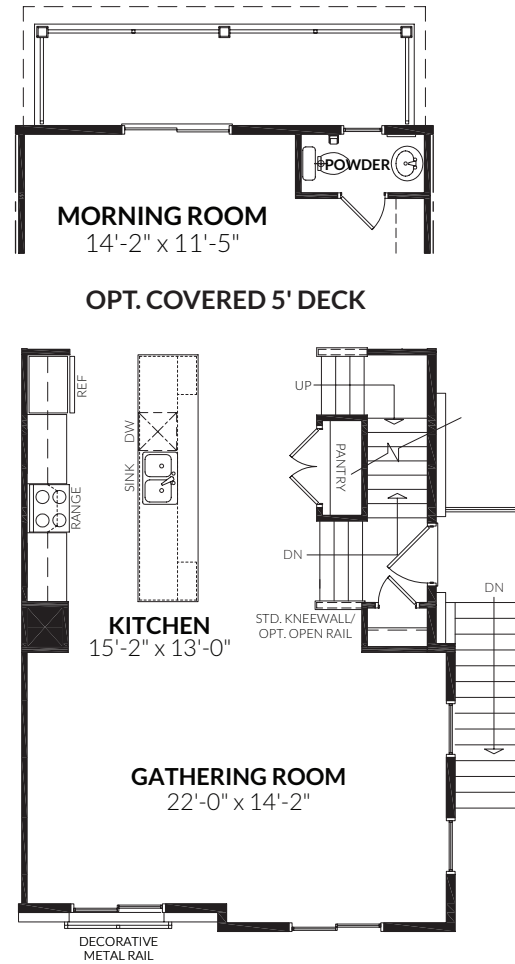 POWDER
MORNING ROOM
14'-2" x 11'-5"
OPT. COVERED 5' DECK
REF
UP
DW
SINK
PANTRY
RANGE
DN
DN
STD. KNEEWALL/
OPT. OPEN RAIL
KITCHEN
15'-2" x 13'-0"
GATHERING ROOM
22'-0" x 14'-2"
DECORATIVE
METAL RAIL